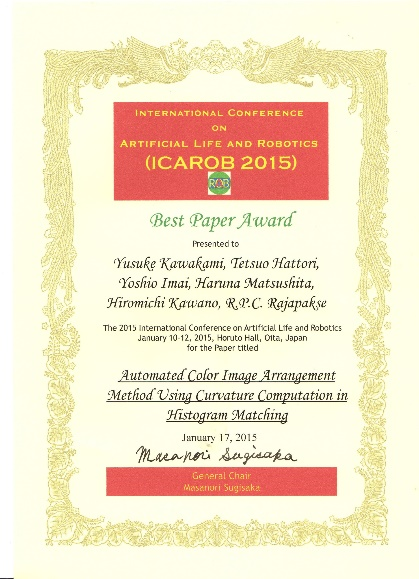 INTERNATIONAL CONFERENCE
ON
ARTIFICIAL LIFE AND ROBOTICS
(ICAROB 2015)
ROB
Best Paper Award
Presented to
Yusuke Kawakami, Tetsuo Hattori,
Yoshio Imai, Haruna Matsushita,
Hiromichi Kawano, R.P.C. Rajapakse
The 2015 International Conference on Artificial Life and Robotics
January 10-12, 2015, Horuto Hall, Oita, Japan
for the Paper titled
Automated Color Image Arrangement
Method Using Curvature Computation in
Histogram Matching
January 17, 2015
Masanori Sugisaka
General Chair
Masanori Sugisaka